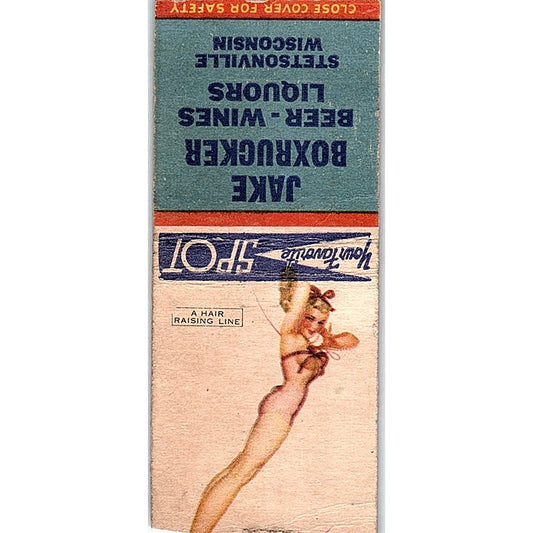 CLOSE COVER FOR SAFETY
JAKE
BOXRUCKER
BEER - WINES
LIQUORS
STETSONVILLE
WISCONSIN
Your Favorite SPOT
A HAIR
RAISING LINE